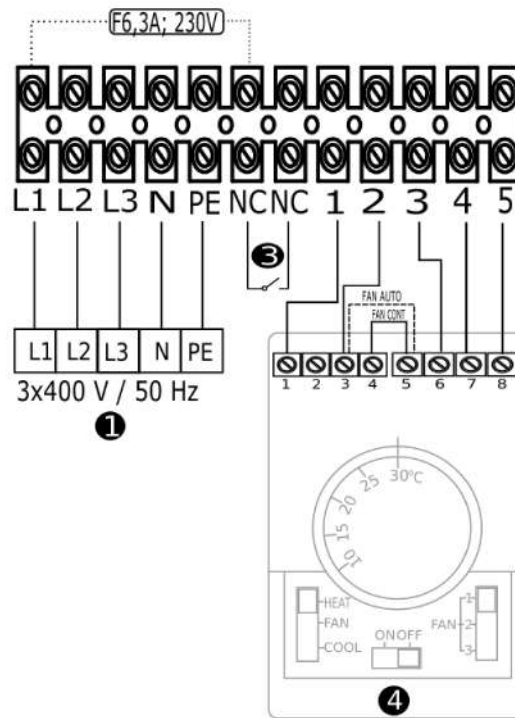 F6,3A; 230V
L1 L2 L3 N PE NC NC 1 2 3 4 5
3
FAN AUTO
FAN CONT
L1 L2 L3 N PE
3x400 V / 50 Hz
1
1 2 3 4 5 6 7 8
30°C
25
20
15
10
HEAT
FAN
COOL
ON OFF
1
FAN 2
3
4